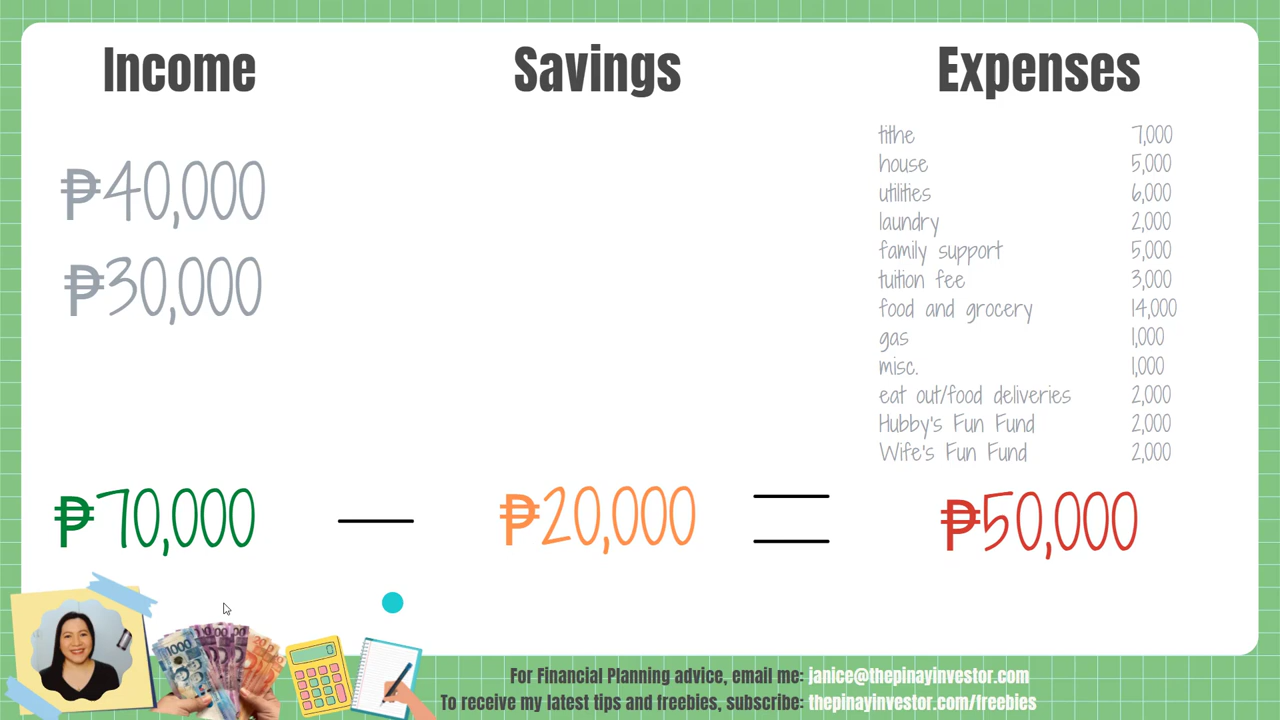 Income
Savings
Expenses
₱40,000
₱30,000
tithe 7,000
house 5,000
utilities 6,000
laundry 2,000
family support 5,000
tuition fee 3,000
food and grocery 14,000
gas 1,000
misc. 1,000
eat out/food deliveries 2,000
Hubby's Fun Fund 2,000
Wife's Fun Fund 2,000
₱70,000 — ₱20,000 = ₱50,000
For Financial Planning advice, email me: janice@thepinayinvestor.com
To receive my latest tips and freebies, subscribe: thepinayinvestor.com/freebies